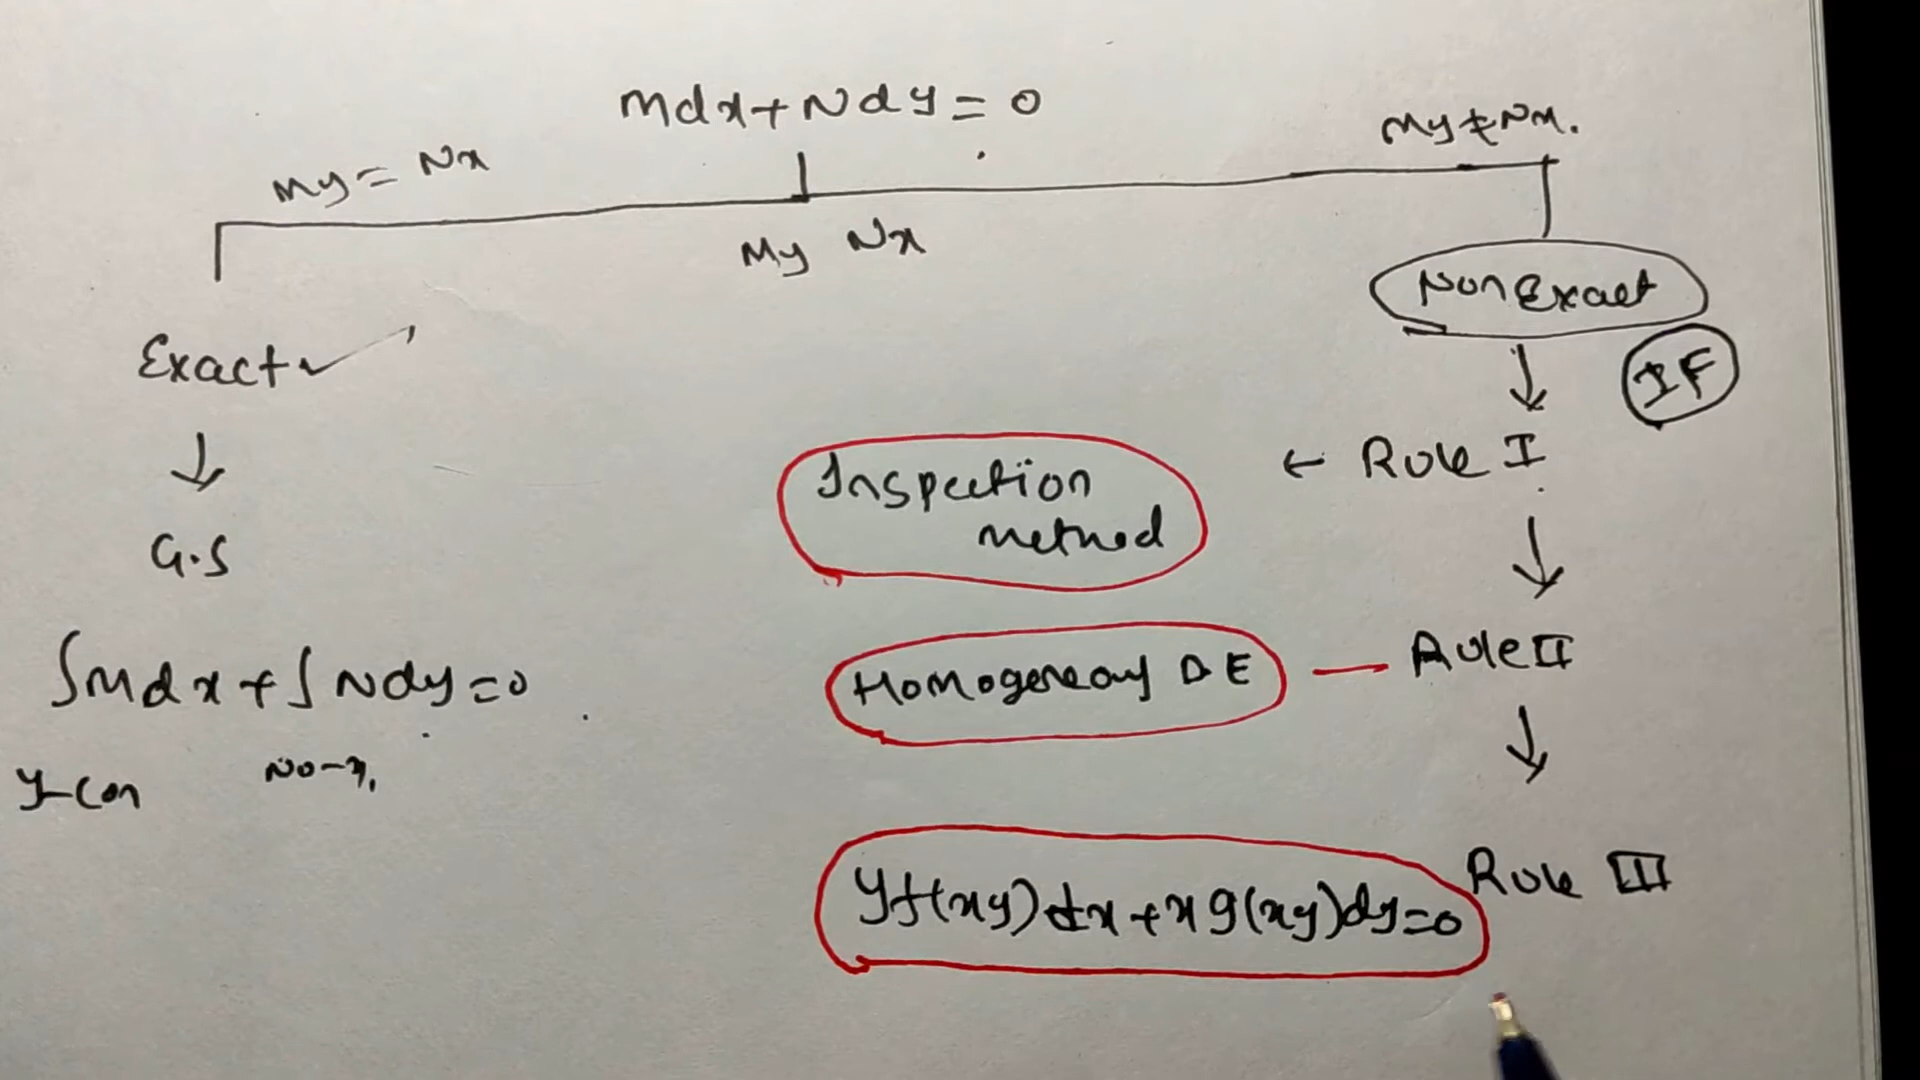 Mdx+Ndy=0
My=Nx
My≠Nx.
My Nx
Non Exact
Exact
IF
Rule I
Inspection
method
G.S
Homogeneous DE
Rule II
∫Mdx+∫Ndy=0
y-con
No-x.
Rule III
yf(xy)dx+xg(xy)dy=0